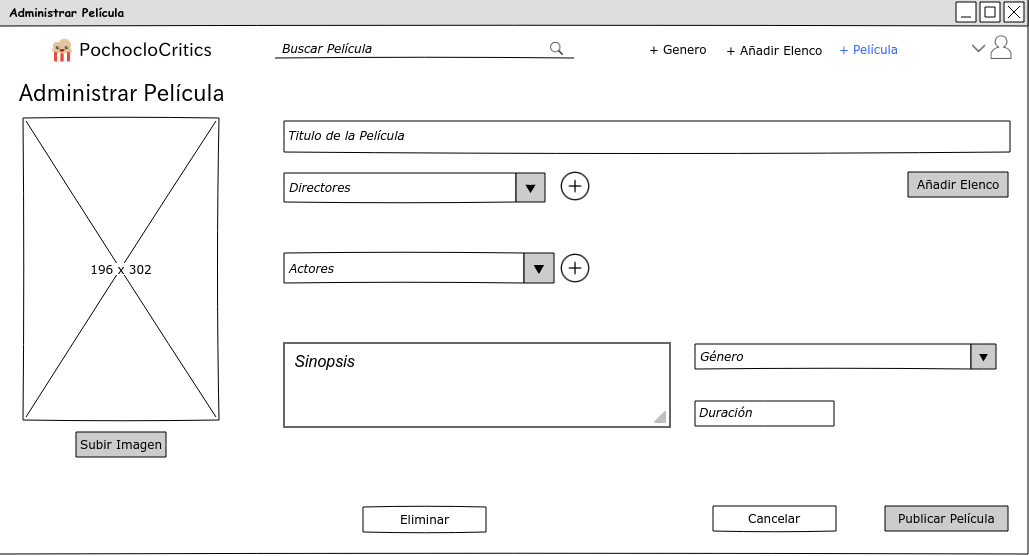 Administrar Película
PochocloCritics
Buscar Película
+ Genero
+ Añadir Elenco
+ Película
Administrar Película
Titulo de la Película
Directores
Añadir Elenco
Actores
196 x 302
Sinopsis
Género
Duración
Subir Imagen
Eliminar
Cancelar
Publicar Película